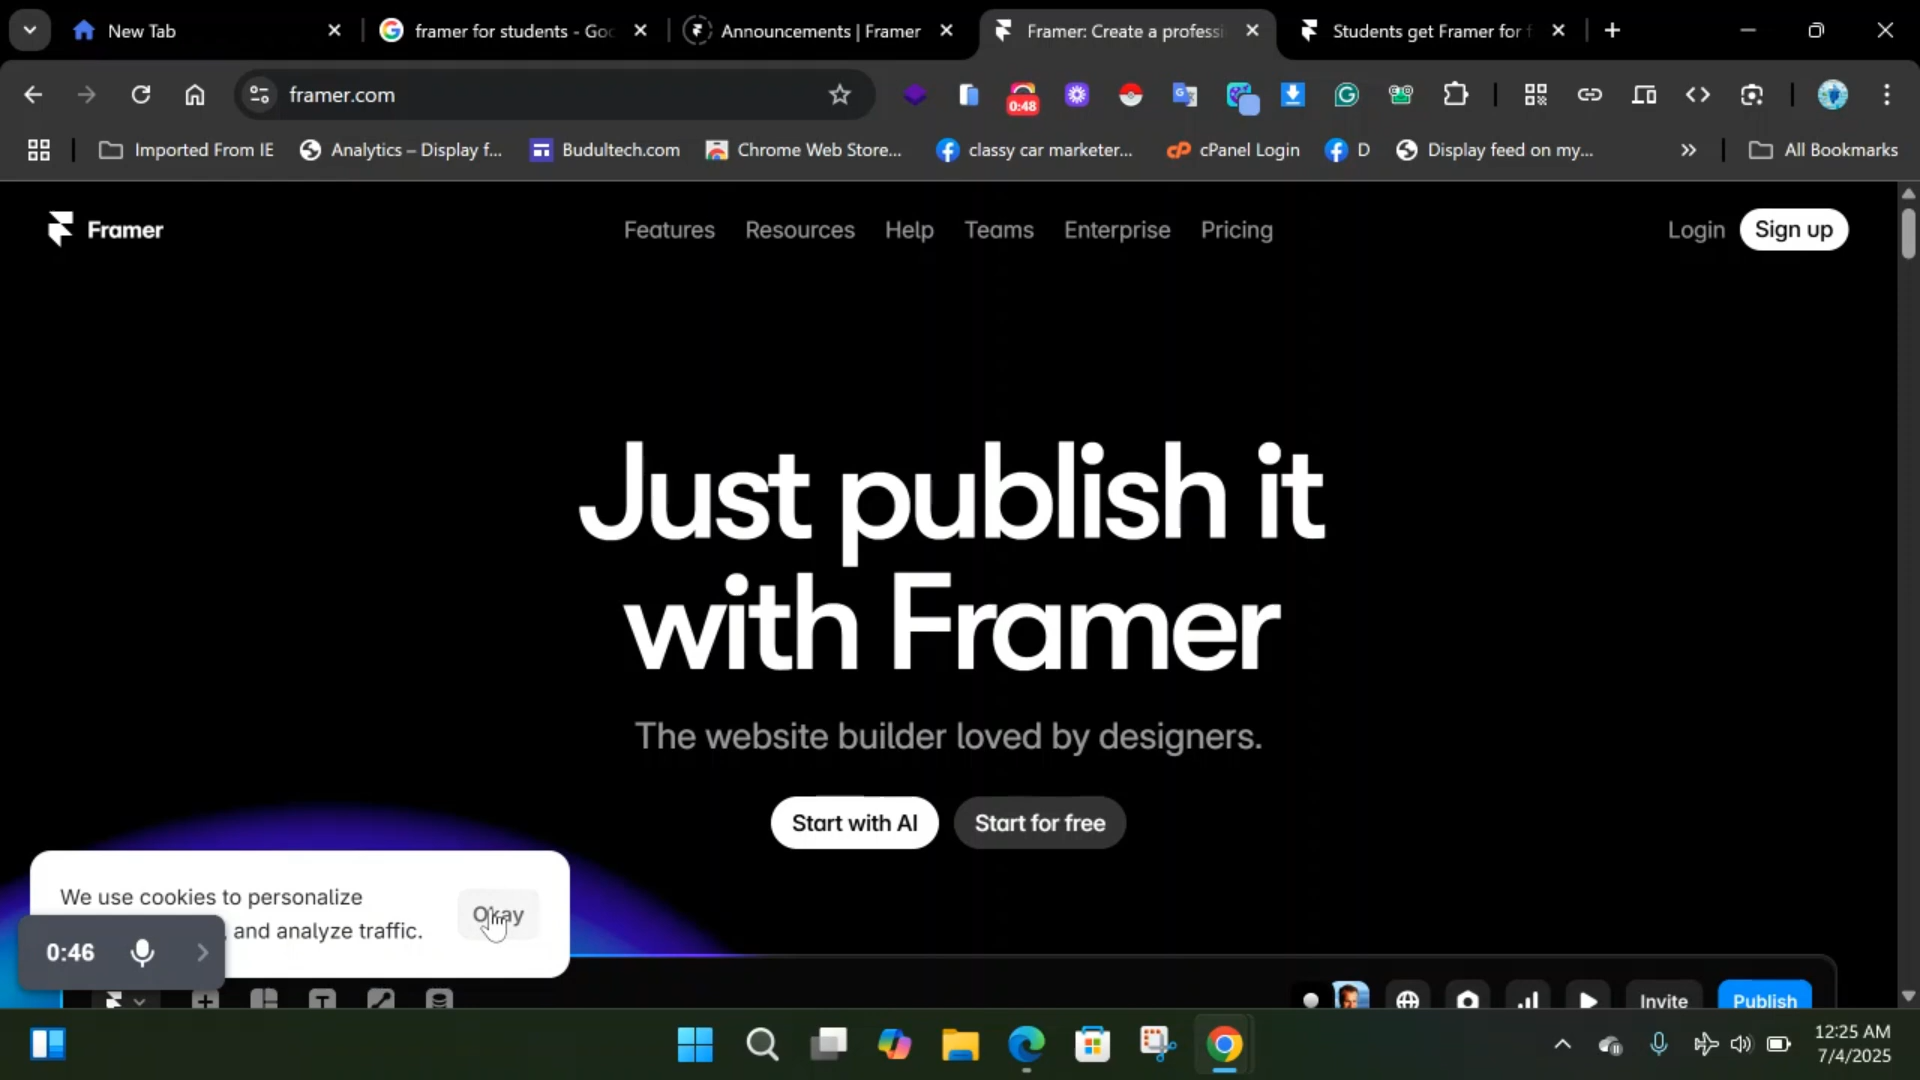 New Tab
framer for students - Goo
Announcements | Framer
Framer: Create a professi
Students get Framer for f
framer.com
0:48
Imported From IE
Analytics – Display f...
Budultech.com
Chrome Web Store...
classy car marketer...
cPanel Login
D
Display feed on my...
All Bookmarks
Framer
Features
Resources
Help
Teams
Enterprise
Pricing
Login
Sign up
Just publish it
with Framer
The website builder loved by designers.
Start with AI
Start for free
We use cookies to personalize
, and analyze traffic.
Okay
0:46
Invite
Publish
12:25 AM
7/4/2025